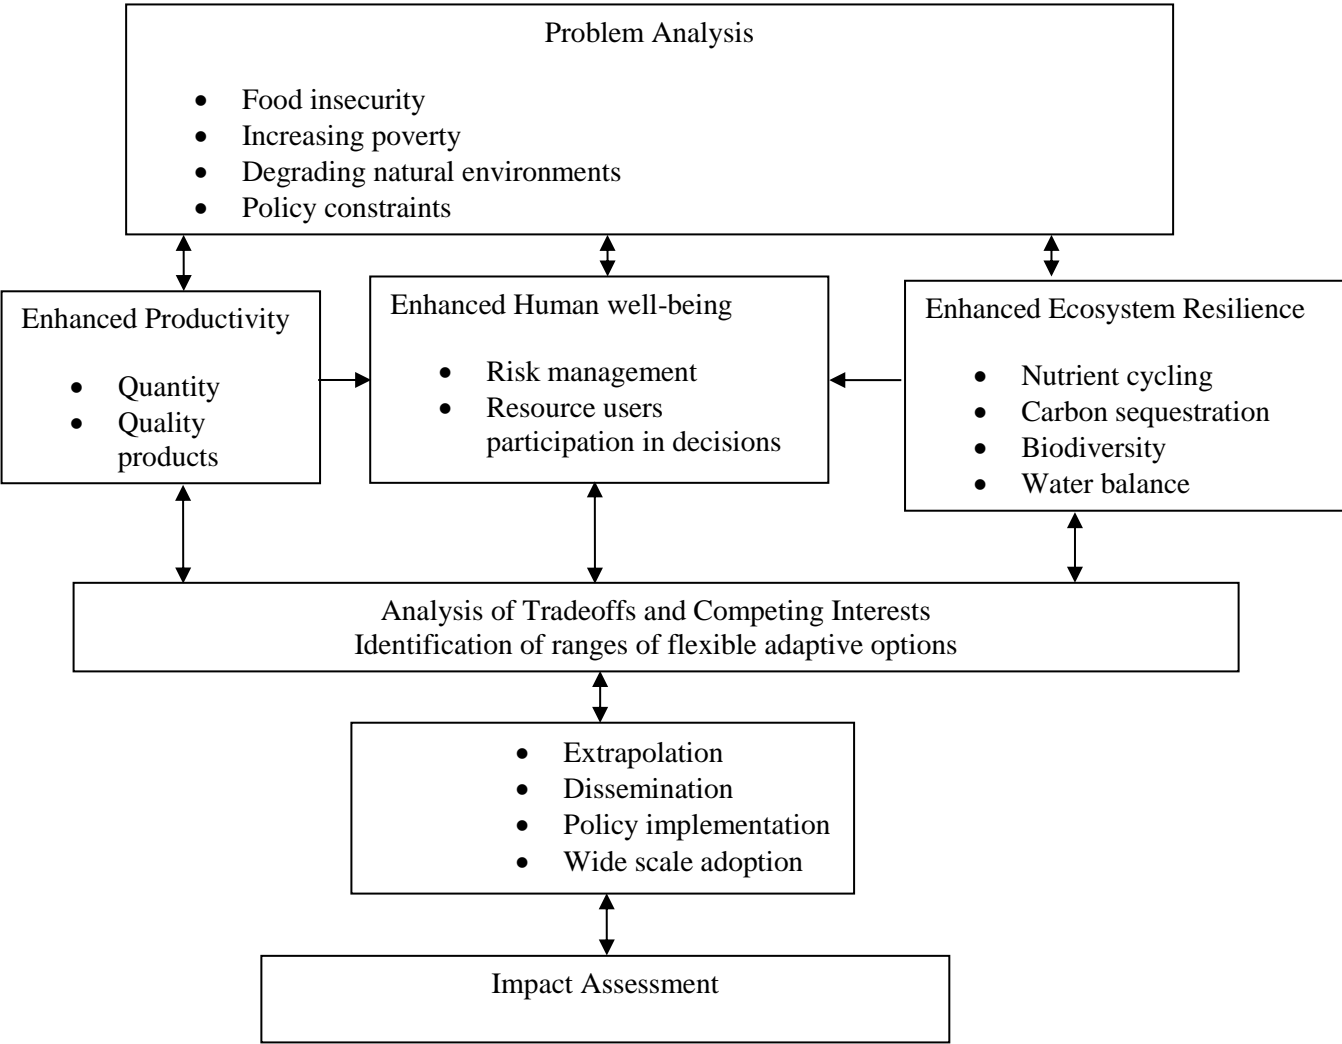 Problem Analysis
• Food insecurity
• Increasing poverty
• Degrading natural environments
• Policy constraints
Enhanced Productivity
• Quantity
• Quality
products
Enhanced Human well-being
• Risk management
• Resource users
participation in decisions
Enhanced Ecosystem Resilience
• Nutrient cycling
• Carbon sequestration
• Biodiversity
• Water balance
Analysis of Tradeoffs and Competing Interests
Identification of ranges of flexible adaptive options
• Extrapolation
• Dissemination
• Policy implementation
• Wide scale adoption
Impact Assessment